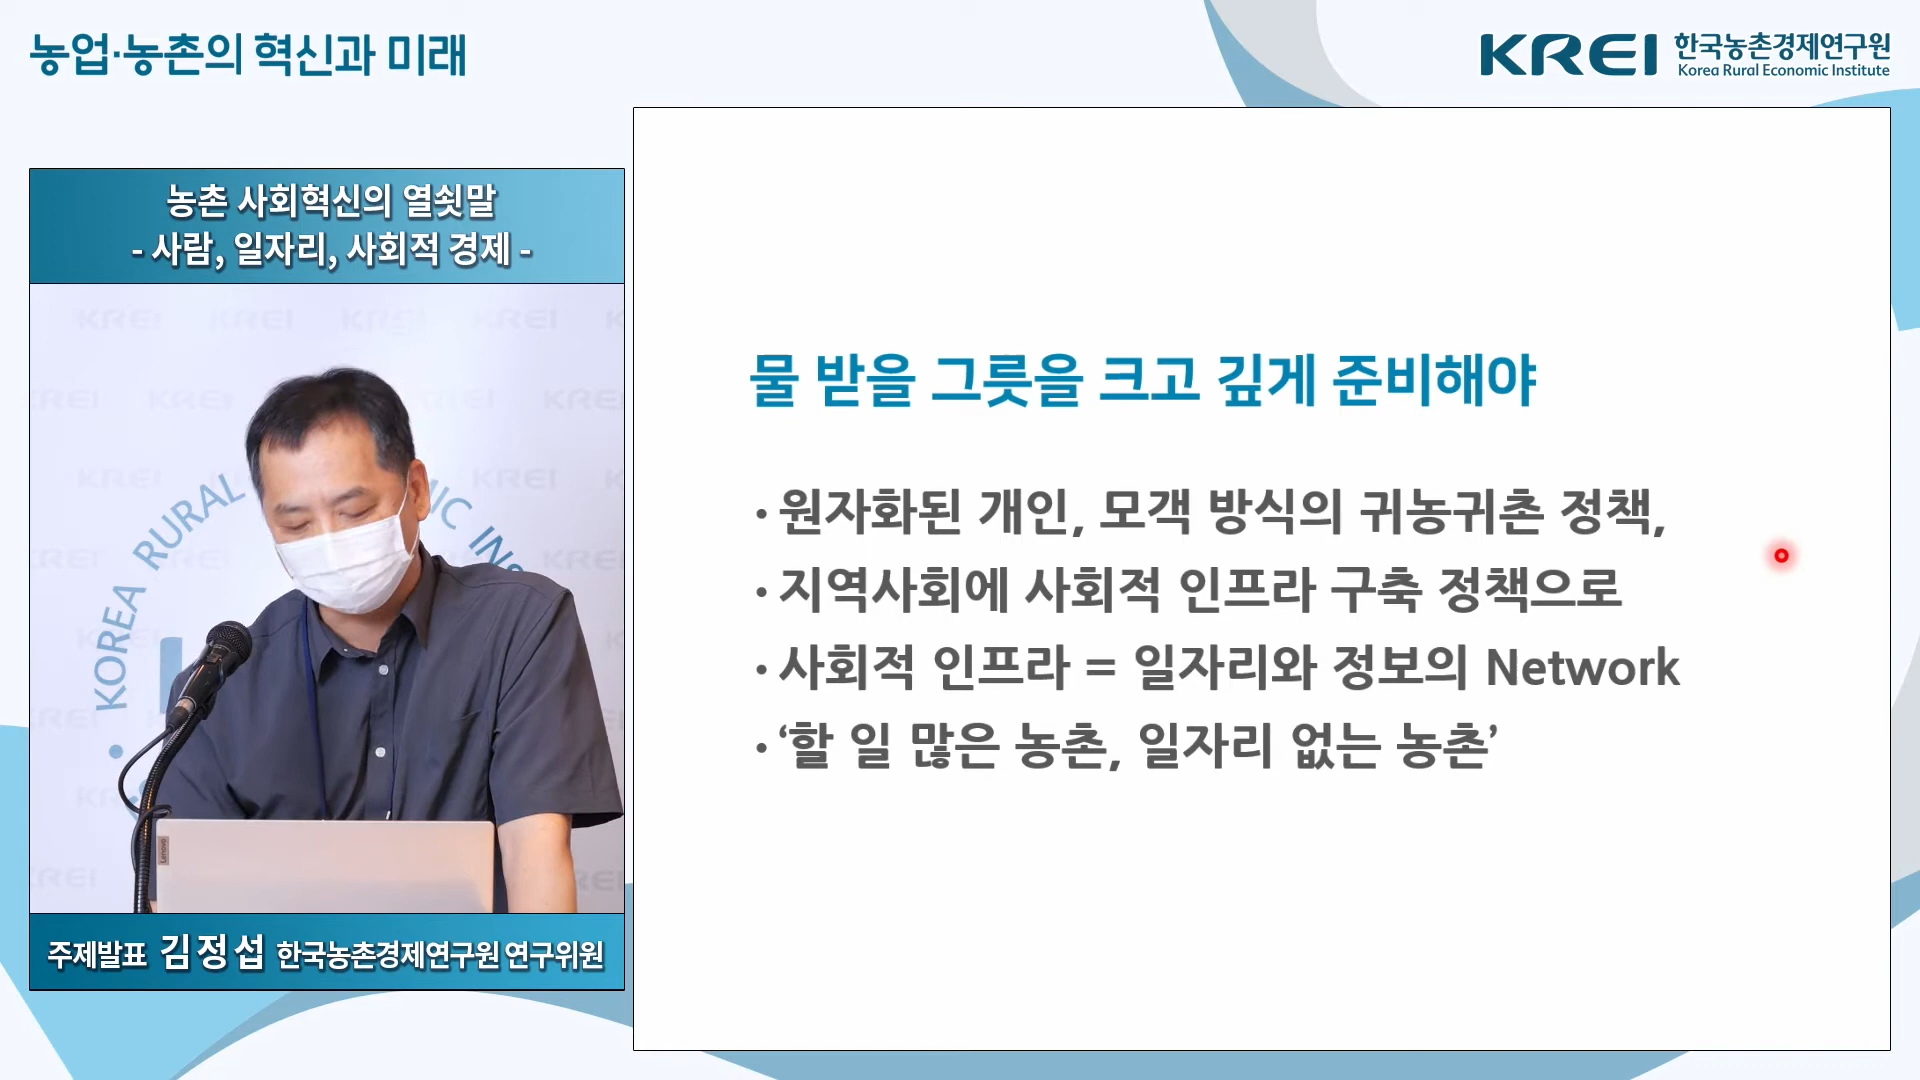 농업·농촌의 혁신과 미래
KREI 한국농촌경제연구원
Korea Rural Economic Institute
농촌 사회혁신의 열쇳말
- 사람, 일자리, 사회적 경제 -
KOREA RURAL
MIC INS
Lenovo
주제발표 김정섭 한국농촌경제연구원 연구위원
물 받을 그릇을 크고 깊게 준비해야
• 원자화된 개인, 모객 방식의 귀농귀촌 정책,
• 지역사회에 사회적 인프라 구축 정책으로
• 사회적 인프라 = 일자리와 정보의 Network
• ‘할 일 많은 농촌, 일자리 없는 농촌’